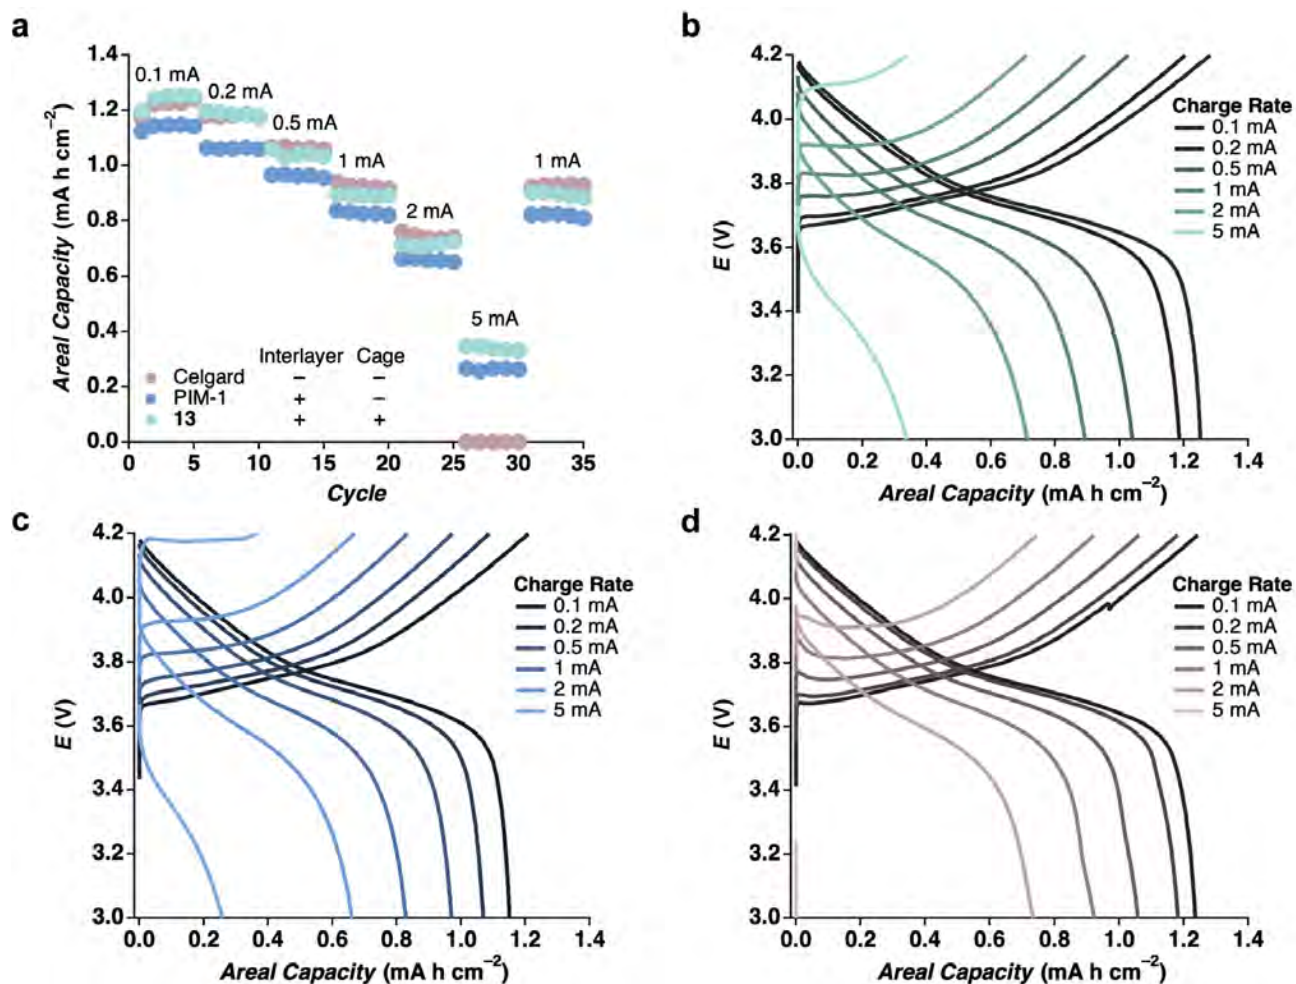 a
Areal Capacity (mA h cm⁻²)
1.4
1.2
1.0
0.8
0.6
0.4
0.2
0.0
0.1 mA
0.2 mA
0.5 mA
1 mA
2 mA
5 mA
1 mA
Interlayer Cage
Celgard – –
PIM-1 + –
13 + +
0 5 10 15 20 25 30 35
Cycle
b
E (V)
4.2
4.0
3.8
3.6
3.4
3.2
3.0
Charge Rate
0.1 mA
0.2 mA
0.5 mA
1 mA
2 mA
5 mA
0.0 0.2 0.4 0.6 0.8 1.0 1.2 1.4
Areal Capacity (mA h cm⁻²)
c
E (V)
4.2
4.0
3.8
3.6
3.4
3.2
3.0
Charge Rate
0.1 mA
0.2 mA
0.5 mA
1 mA
2 mA
5 mA
0.0 0.2 0.4 0.6 0.8 1.0 1.2 1.4
Areal Capacity (mA h cm⁻²)
d
E (V)
4.2
4.0
3.8
3.6
3.4
3.2
3.0
Charge Rate
0.1 mA
0.2 mA
0.5 mA
1 mA
2 mA
5 mA
0.0 0.2 0.4 0.6 0.8 1.0 1.2 1.4
Areal Capacity (mA h cm⁻²)